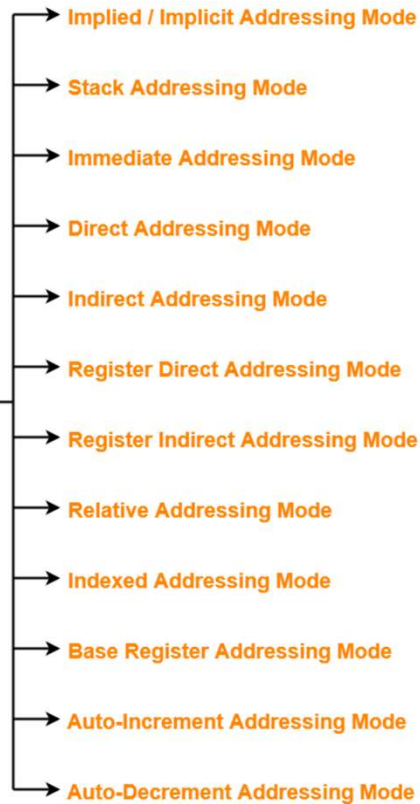 Implied / Implicit Addressing Mode
Stack Addressing Mode
Immediate Addressing Mode
Direct Addressing Mode
Indirect Addressing Mode
Register Direct Addressing Mode
Register Indirect Addressing Mode
Relative Addressing Mode
Indexed Addressing Mode
Base Register Addressing Mode
Auto-Increment Addressing Mode
Auto-Decrement Addressing Mode